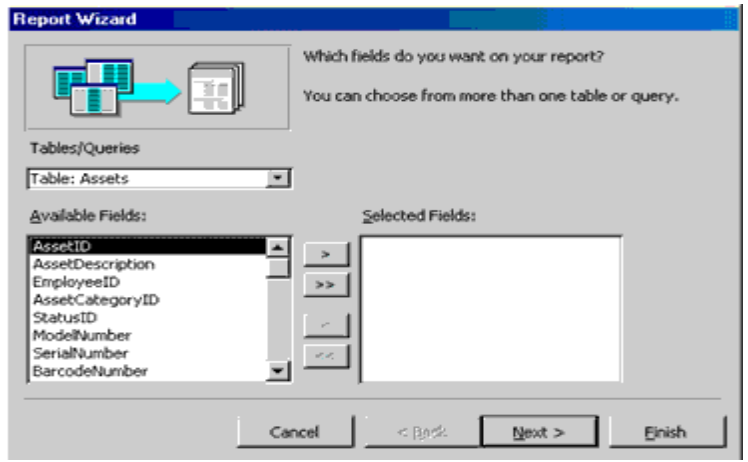 Report Wizard
Which fields do you want on your report?
You can choose from more than one table or query.
Tables/Queries
Table: Assets
Available Fields:
Selected Fields:
AssetID
AssetDescription
EmployeeID
AssetCategoryID
StatusID
ModelNumber
SerialNumber
BarcodeNumber
>
>>
<
<<
Cancel
< Back
Next >
Finish